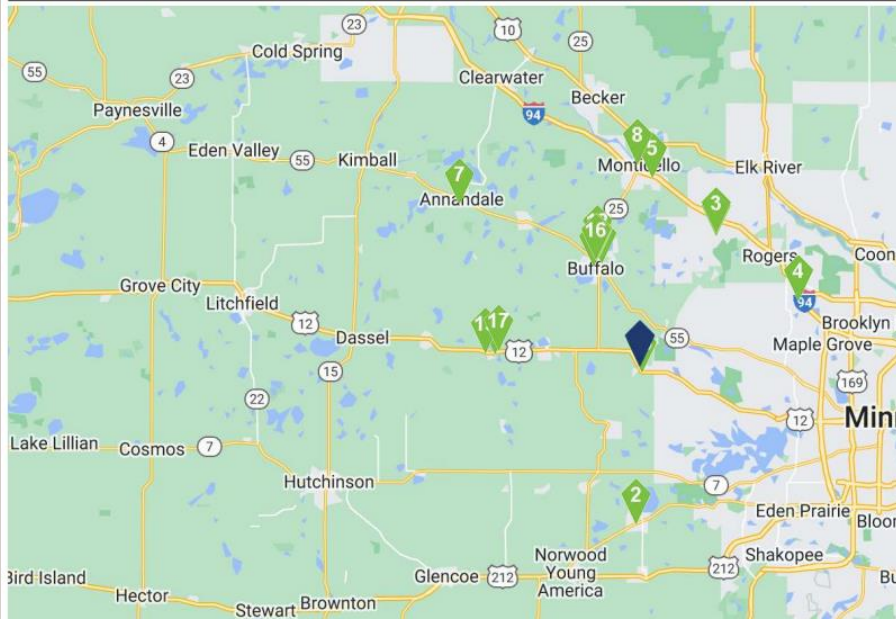 23
Cold Spring
10
25
55
23
Clearwater
Becker
Paynesville
94
4
Eden Valley
55
Kimball
8
5
Monticello
Elk River
7
Annandale
25
3
16
Buffalo
Rogers
Coon
4
94
Grove City
Litchfield
12
Dassel
17
12
55
Brooklyn
Maple Grove
15
169
22
12
Min
Lake Lillian
Cosmos
7
Hutchinson
7
2
Eden Prairie
Bloo
Norwood
Young
America
Shakopee
Bird Island
Glencoe
212
212
Bu
Hector
Stewart
Brownton